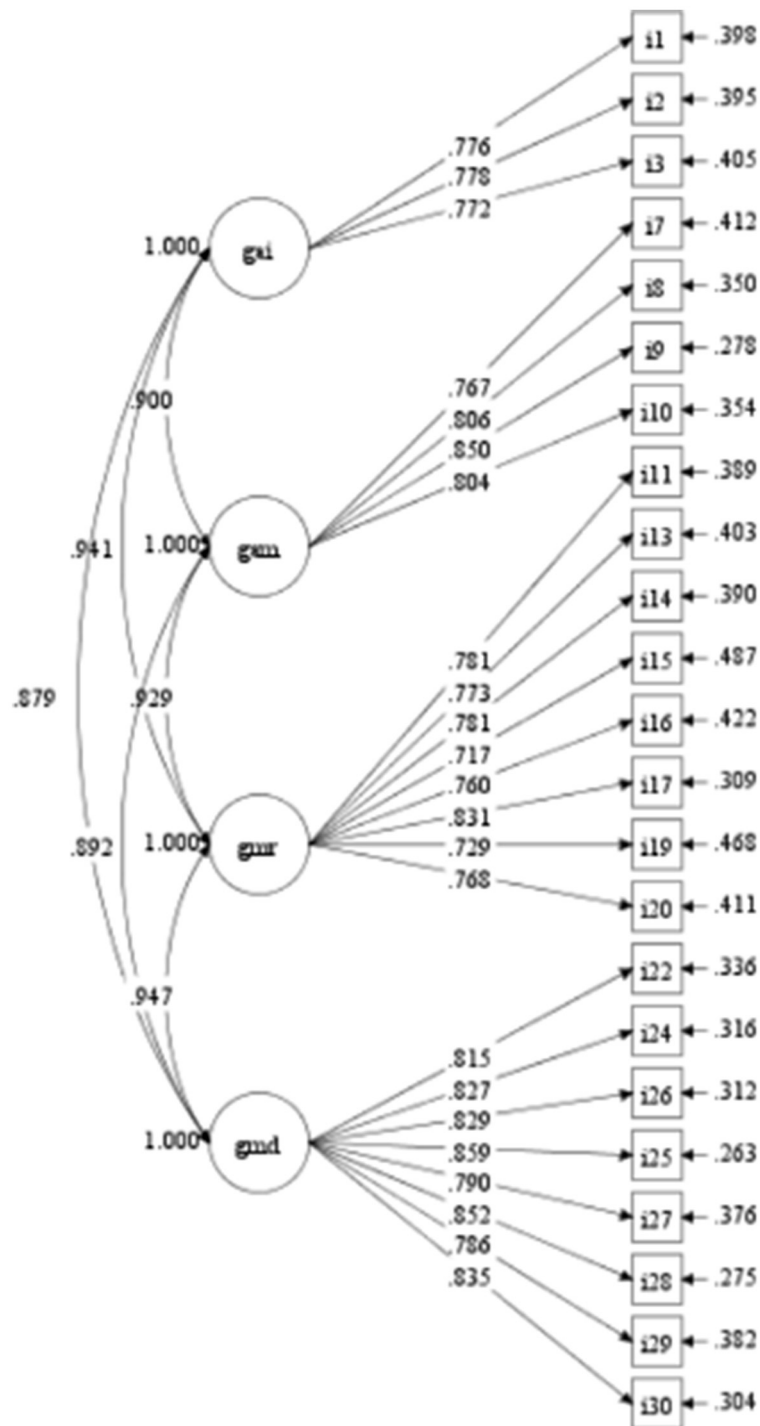 i1 .398
i2 .395
.776
i3 .405
.778
.772
i7 .412
1.000
i8 .350
i9 .278
.767
.900
i10 .354
.806
.850
i11 .389
.804
i13 .403
.941
1.000
i14 .390
.781
i15 .487
.773
.879
.929
i16 .422
.781
.717
i17 .309
.760
.831
1.000
gmr
i19 .468
.892
.729
.768
i20 .411
i22 .336
.947
i24 .316
.815
.827
i26 .312
.829
1.000
gmd
.859
i25 .263
.790
i27 .376
.852
.786
i28 .275
.835
i29 .382
i30 .304